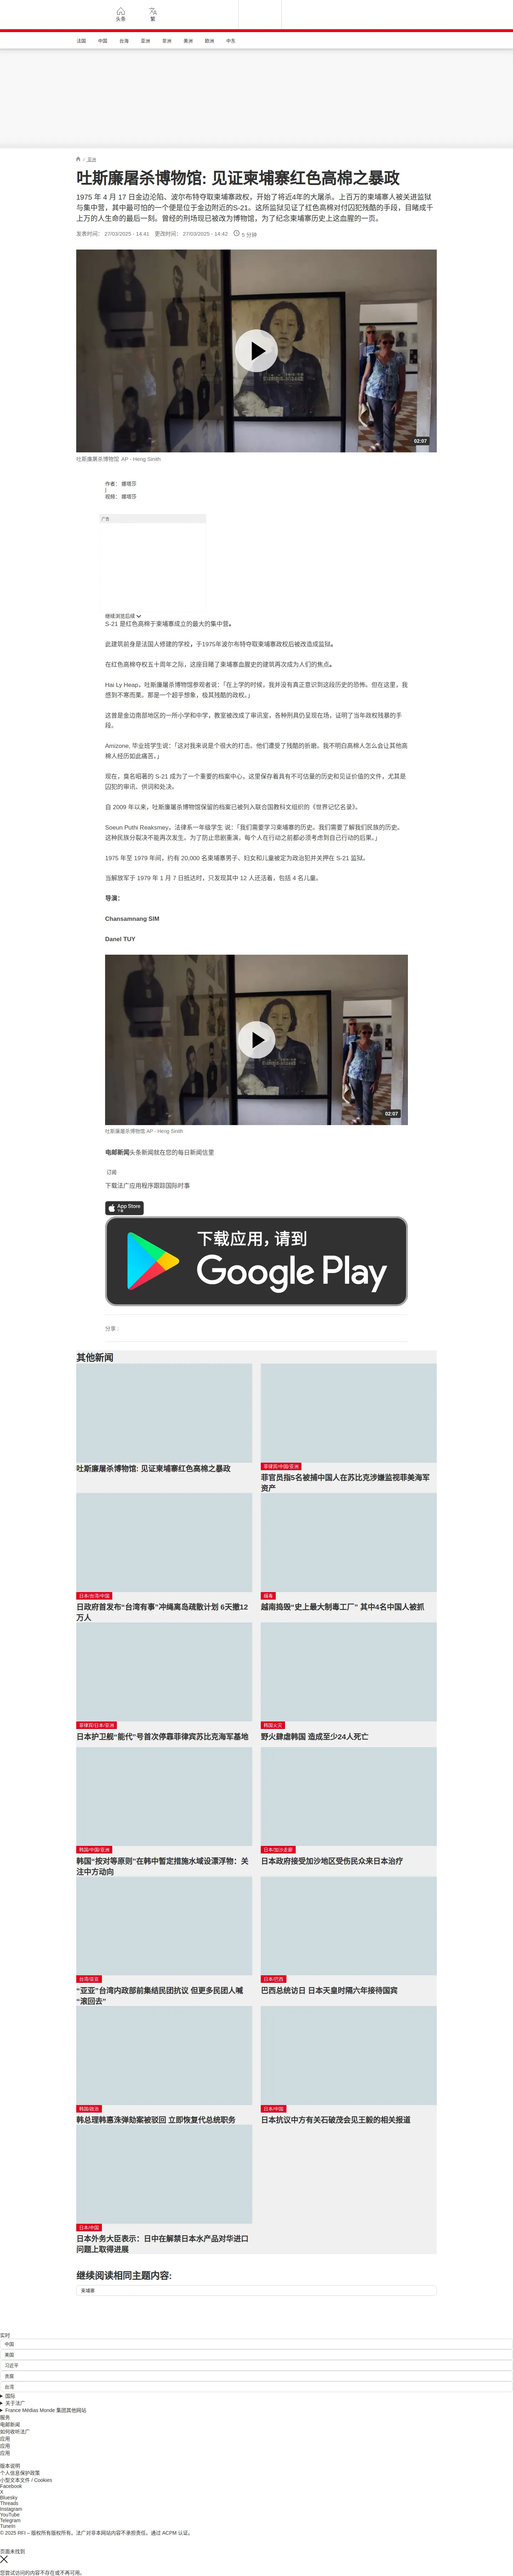 头条
繁
法国
中国
台海
亚洲
非洲
美洲
欧洲
中东
亚洲
吐斯廉屠杀博物馆: 见证柬埔寨红色高棉之暴政
1975 年 4 月 17 日金边沦陷、波尔布特夺取柬埔寨政权，开始了将近4年的大屠杀。上百万的柬埔寨人被关进监狱
与集中营，其中最可怕的一个便是位于金边附近的S-21。这所监狱见证了红色高棉对付囚犯残酷的手段，目睹成千
上万的人生命的最后一刻。曾经的刑场现已被改为博物馆，为了纪念柬埔寨历史上这血腥的一页。
发表时间： 27/03/2025 - 14:41 更改时间： 27/03/2025 - 14:42 5 分钟
02:07
吐斯廉屠杀博物馆 AP - Heng Sinith
作者： 娜塔莎
|
视频： 娜塔莎
广告
继续浏览后续
S-21 是红色高棉于柬埔寨成立的最大的集中营。
此建筑前身是法国人修建的学校，于1975年波尔布特夺取柬埔寨政权后被改造成监狱。
在红色高棉夺权五十周年之际，这座目睹了柬埔寨血腥史的建筑再次成为人们的焦点。
Hai Ly Heap，吐斯廉屠杀博物馆参观者说:「在上学的时候，我并没有真正意识到这段历史的恐怖。但在这里，我
感到不寒而栗。那是一个超乎想象，极其残酷的政权。」
这曾是金边南部地区的一所小学和中学，教室被改成了审讯室，各种刑具仍呈现在场，证明了当年政权残暴的手
段。
Amizone, 毕业班学生说:「这对我来说是个很大的打击。他们遭受了残酷的折磨。我不明白高棉人怎么会让其他高
棉人经历如此痛苦。」
现在，臭名昭著的 S-21 成为了一个重要的档案中心，这里保存着具有不可估量的历史和见证价值的文件，尤其是
囚犯的审讯、供词和处决。
自 2009 年以来，吐斯廉屠杀博物馆保留的档案已被列入联合国教科文组织的《世界记忆名录》。
Soeun Puthi Reaksmey，法律系一年级学生 说:「我们需要学习柬埔寨的历史。我们需要了解我们民族的历史。
这种民族分裂决不能再次发生。为了防止悲剧重演，每个人在行动之前都必须考虑到自己行动的后果。」
1975 年至 1979 年间，约有 20,000 名柬埔寨男子、妇女和儿童被定为政治犯并关押在 S-21 监狱。
当解放军于 1979 年 1 月 7 日抵达时，只发现其中 12 人还活着，包括 4 名儿童。
导演:
Chansamnang SIM
Danel TUY
02:07
吐斯廉屠杀博物馆 AP - Heng Sinith
电邮新闻头条新闻就在您的每日新闻信里
订阅
下载法广应用程序跟踪国际时事
App Store
下载
下载应用，请到
Google Play
分享 :
其他新闻
吐斯廉屠杀博物馆: 见证柬埔寨红色高棉之暴政
菲律宾/中国/亚洲
菲官员指5名被捕中国人在苏比克涉嫌监视菲美海军
资产
日本/台湾/中国
日政府首发布“台湾有事”冲绳离岛疏散计划 6天撤12
万人
缉毒
越南捣毁“史上最大制毒工厂” 其中4名中国人被抓
菲律宾/日本/亚洲
日本护卫舰“能代”号首次停靠菲律宾苏比克海军基地
韩国火灾
野火肆虐韩国 造成至少24人死亡
韩国/中国/亚洲
韩国“按对等原则”在韩中暂定措施水域设漂浮物：关
注中方动向
日本/加沙走廊
日本政府接受加沙地区受伤民众来日本治疗
台湾/亚亚
“亚亚”台湾内政部前集结民团抗议 但更多民团人喊
“滚回去”
日本/巴西
巴西总统访日 日本天皇时隔六年接待国宾
韩国/政治
韩总理韩悳洙弹劾案被驳回 立即恢复代总统职务
日本/中国
日本抗议中方有关石破茂会见王毅的相关报道
日本/中国
日本外务大臣表示：日中在解禁日本水产品对华进口
问题上取得进展
继续阅读相同主题内容:
柬埔寨
实时
中国
美国
习近平
贪腐
台湾
国际
关于法广
France Médias Monde 集团其他网站
服务
电邮新闻
如何收听法广
应用
应用
应用
版本说明
个人信息保护政策
小型文本文件 / Cookies
Facebook
X
Bluesky
Threads
Instagram
YouTube
Telegram
TuneIn
© 2025 RFI – 版权所有版权所有。法广对非本网站内容不承担责任。通过 ACPM 认证。
页面未找到
您尝试访问的内容不存在或不再可用。